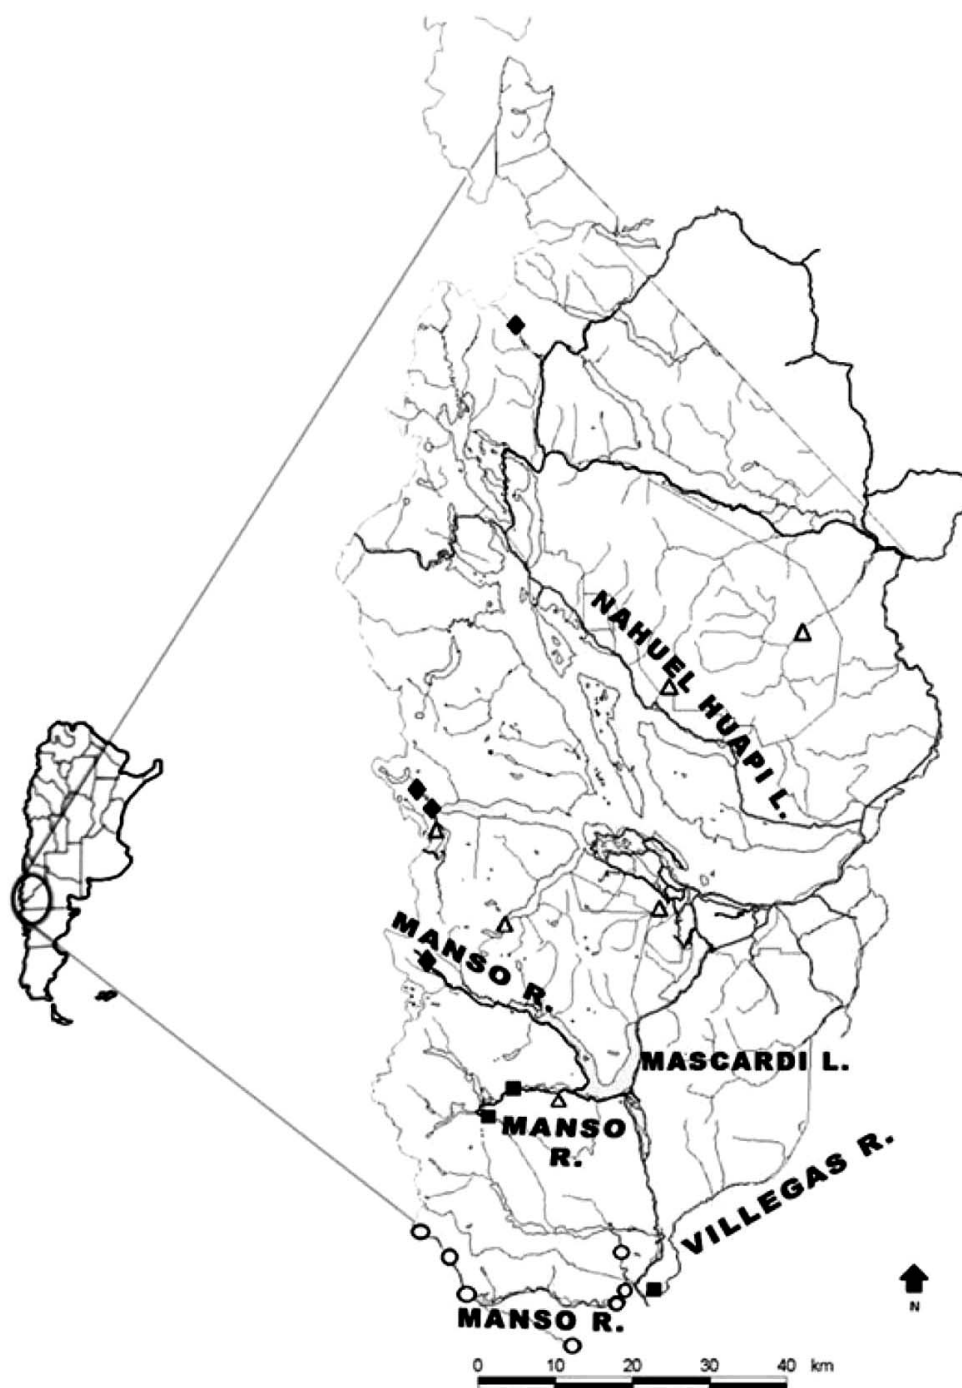 NAHUEL HUAPI L.
MANSO R.
MASCARDI L.
MANSO
R.
VILLEGAS R.
N
MANSO R.
0 10 20 30 40 km